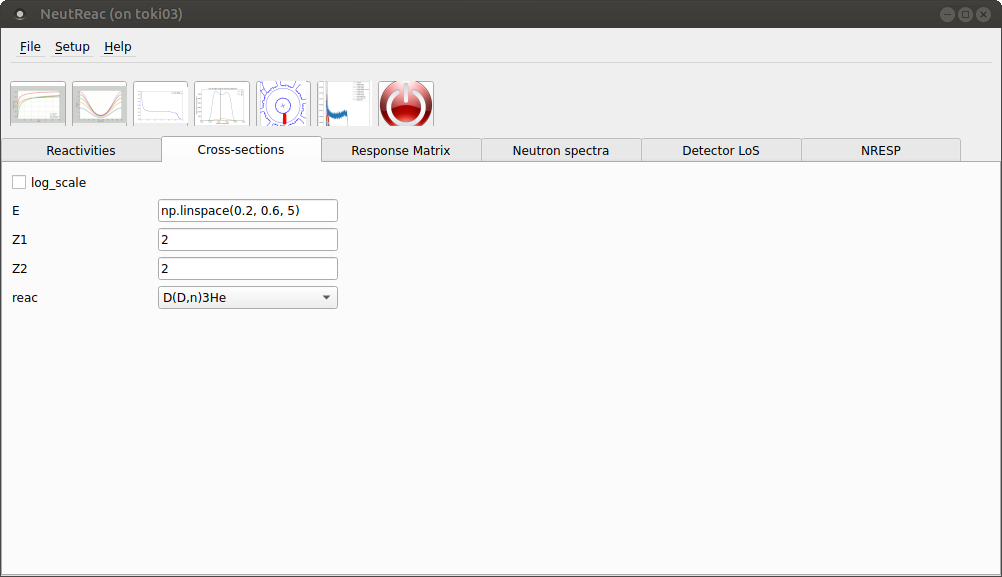 NeutReac (on toki03)
File Setup Help
Reactivities Cross-sections Response Matrix Neutron spectra Detector LoS NRESP
log_scale
E np.linspace(0.2, 0.6, 5)
Z1 2
Z2 2
reac D(D,n)3He